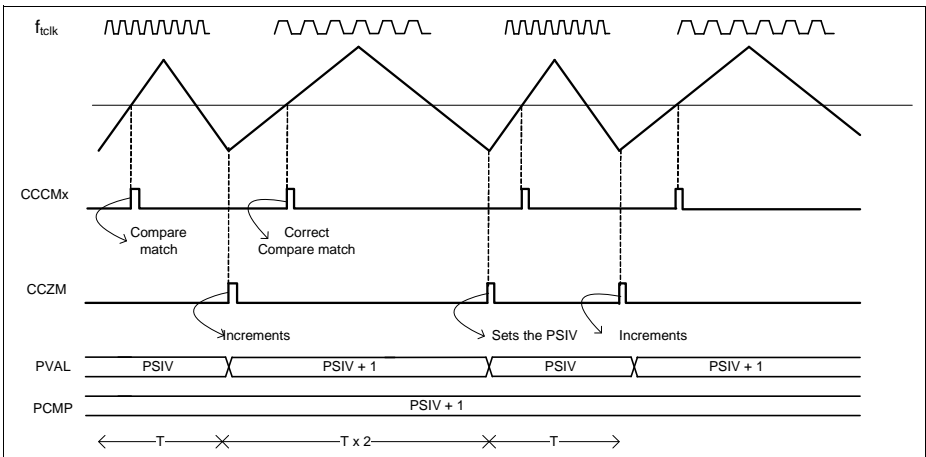 ftclk
CCCMx
Compare
match
Correct
Compare match
CCZM
Increments
Sets the PSIV
Increments
PVAL
PSIV
PSIV + 1
PSIV
PSIV + 1
PCMP
PSIV + 1
T
T x 2
T